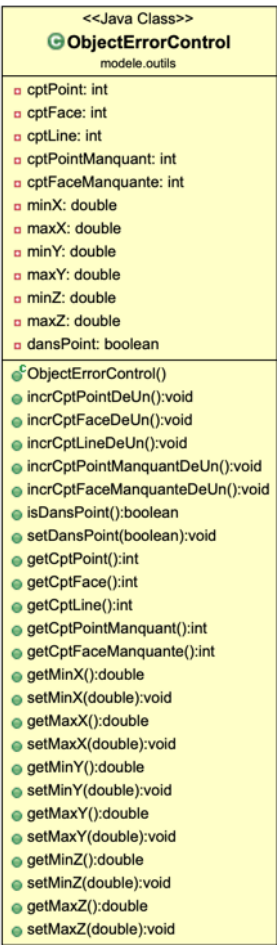 <<Java Class>>
ObjectErrorControl
modele.outils
cptPoint: int
cptFace: int
cptLine: int
cptPointManquant: int
cptFaceManquante: int
minX: double
maxX: double
minY: double
maxY: double
minZ: double
maxZ: double
dansPoint: boolean
ObjectErrorControl()
incrCptPointDeUn():void
incrCptFaceDeUn():void
incrCptLineDeUn():void
incrCptPointManquantDeUn():void
incrCptFaceManquanteDeUn():void
isDansPoint():boolean
setDansPoint(boolean):void
getCptPoint():int
getCptFace():int
getCptLine():int
getCptPointManquant():int
getCptFaceManquante():int
getMinX():double
setMinX(double):void
getMaxX():double
setMaxX(double):void
getMinY():double
setMinY(double):void
getMaxY():double
setMaxY(double):void
getMinZ():double
setMinZ(double):void
getMaxZ():double
setMaxZ(double):void